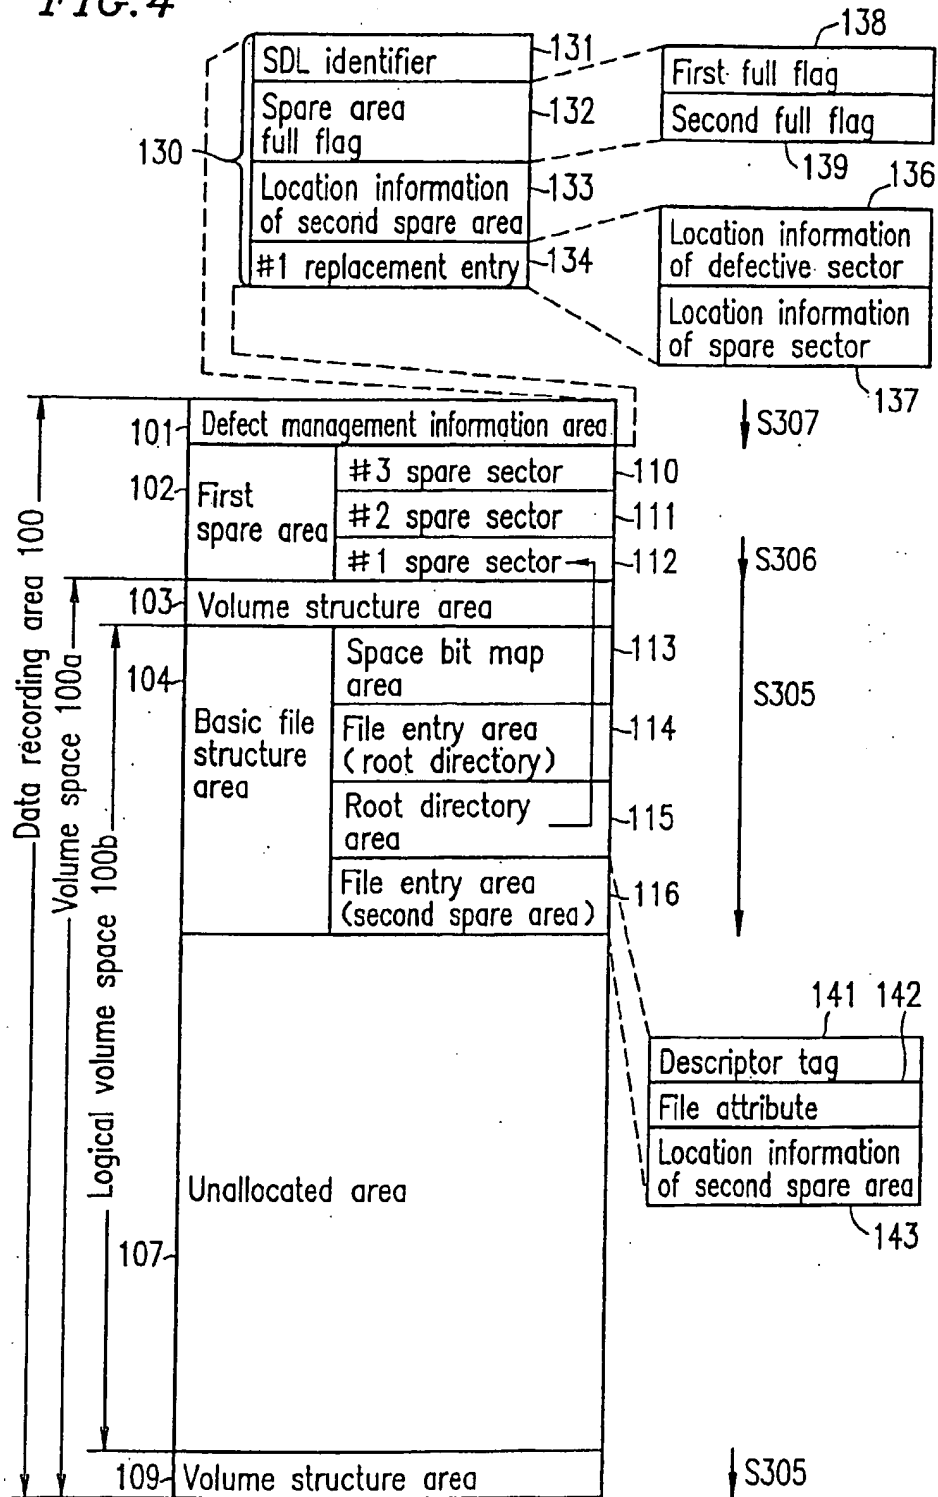 FIG. 4
138
131
SDL identifier
First full flag
Spare area
full flag
132
Second full flag
130
139
136
Location information
of second spare area
133
Location information
of defective sector
#1 replacement entry
134
Location information
of spare sector
137
101
Defect management information area
S307
102
First
spare area
#3 spare sector
110
#2 spare sector
111
#1 spare sector
112
S306
103
Volume structure area
104
Basic file
structure
area
Space bit map
area
113
S305
File entry area
(root directory)
114
Root directory
area
115
File entry area
(second spare area)
116
Data recording area 100
Volume space 100a
Logical volume space 100b
141 142
Descriptor tag
File attribute
Location information
of second spare area
143
Unallocated area
107
109
Volume structure area
S305